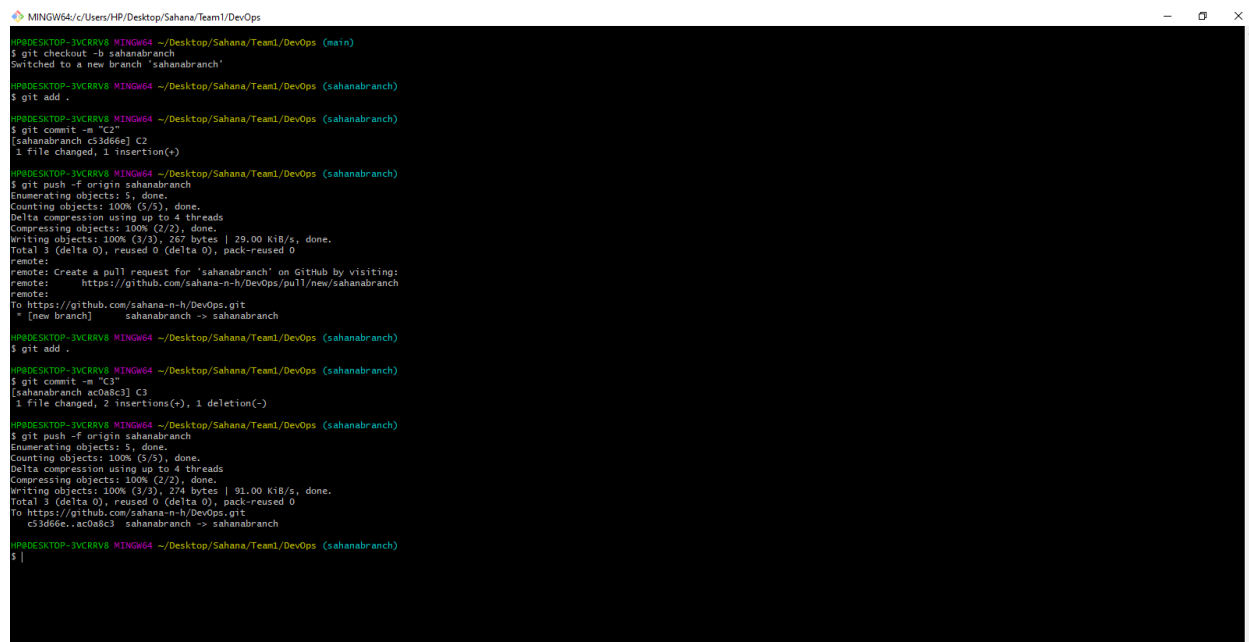 MINGW64:/c/Users/HP/Desktop/Sahana/Team1/DevOps
HP@DESKTOP-3VCRRV8 MINGW64 ~/Desktop/Sahana/Team1/DevOps (main)
$ git checkout -b sahanabranch
Switched to a new branch 'sahanabranch'
HP@DESKTOP-3VCRRV8 MINGW64 ~/Desktop/Sahana/Team1/DevOps (sahanabranch)
$ git add .
HP@DESKTOP-3VCRRV8 MINGW64 ~/Desktop/Sahana/Team1/DevOps (sahanabranch)
$ git commit -m "C2"
[sahanabranch c53d66e] C2
1 file changed, 1 insertion(+)
HP@DESKTOP-3VCRRV8 MINGW64 ~/Desktop/Sahana/Team1/DevOps (sahanabranch)
$ git push -f origin sahanabranch
Enumerating objects: 5, done.
Counting objects: 100% (5/5), done.
Delta compression using up to 4 threads
Compressing objects: 100% (2/2), done.
Writing objects: 100% (3/3), 267 bytes | 29.00 KiB/s, done.
Total 3 (delta 0), reused 0 (delta 0), pack-reused 0
remote:
remote: Create a pull request for 'sahanabranch' on GitHub by visiting:
remote: https://github.com/sahana-n-h/DevOps/pull/new/sahanabranch
remote:
To https://github.com/sahana-n-h/DevOps.git
* [new branch] sahanabranch -> sahanabranch
HP@DESKTOP-3VCRRV8 MINGW64 ~/Desktop/Sahana/Team1/DevOps (sahanabranch)
$ git add .
HP@DESKTOP-3VCRRV8 MINGW64 ~/Desktop/Sahana/Team1/DevOps (sahanabranch)
$ git commit -m "C3"
[sahanabranch ac0a8c3] C3
1 file changed, 2 insertions(+), 1 deletion(-)
HP@DESKTOP-3VCRRV8 MINGW64 ~/Desktop/Sahana/Team1/DevOps (sahanabranch)
$ git push -f origin sahanabranch
Enumerating objects: 5, done.
Counting objects: 100% (5/5), done.
Delta compression using up to 4 threads
Compressing objects: 100% (2/2), done.
Writing objects: 100% (3/3), 274 bytes | 91.00 KiB/s, done.
Total 3 (delta 0), reused 0 (delta 0), pack-reused 0
To https://github.com/sahana-n-h/DevOps.git
c53d66e..ac0a8c3 sahanabranch -> sahanabranch
HP@DESKTOP-3VCRRV8 MINGW64 ~/Desktop/Sahana/Team1/DevOps (sahanabranch)
$